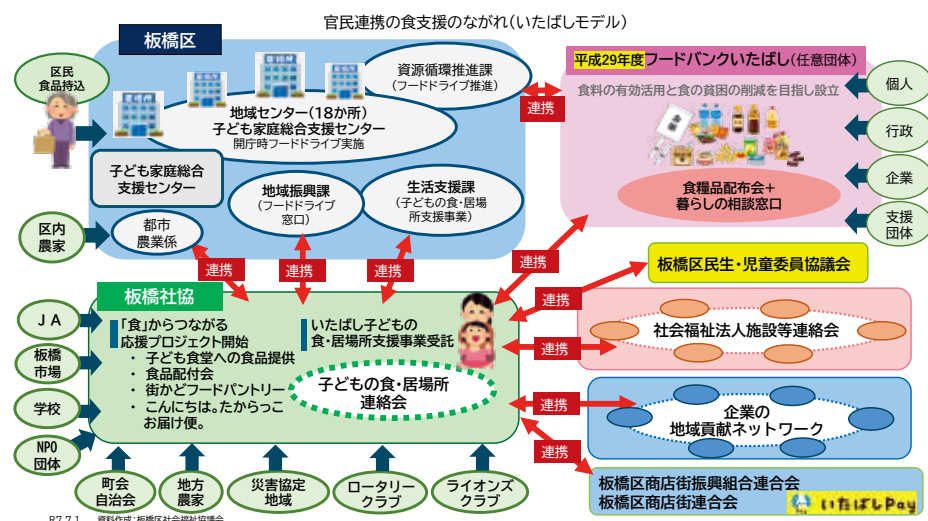 官民連携の食支援のながれ(いたばしモデル)
板橋区
区民
食品持込
資源循環推進課
(フードドライブ推進)
地域センター(18か所)
子ども家庭総合支援センター
開庁時フードドライブ実施
子ども家庭総合
支援センター
地域振興課
(フードドライブ
窓口)
生活支援課
(子どもの食・居場
所支援事業)
区内
農家
都市
農業係
連携
平成29年度フードバンクいたばし(任意団体)
食料の有効活用と食の貧困の削減を目指し設立
食糧品配布会+
暮らしの相談窓口
個人
行政
企業
支援
団体
連携
連携
連携
連携
板橋社協
「食」からつながる
応援プロジェクト開始
・ 子ども食堂への食品提供
・ 食品配付会
・ 街かどフードパントリー
・ こんにちは。たからっこ
お届け便。
いたばし子どもの
食・居場所支援事業受託
子どもの食・居場所
連絡会
JA
板橋
市場
学校
NPO
団体
町会
自治会
地方
農家
災害協定
地域
ロータリー
クラブ
ライオンズ
クラブ
連携
板橋区民生・児童委員協議会
連携
社会福祉法人施設等連絡会
連携
企業の
地域貢献ネットワーク
連携
板橋区商店街振興組合連合会
板橋区商店街連合会
いたばしPay
R7.7.1 資料作成:板橋区社会福祉協議会